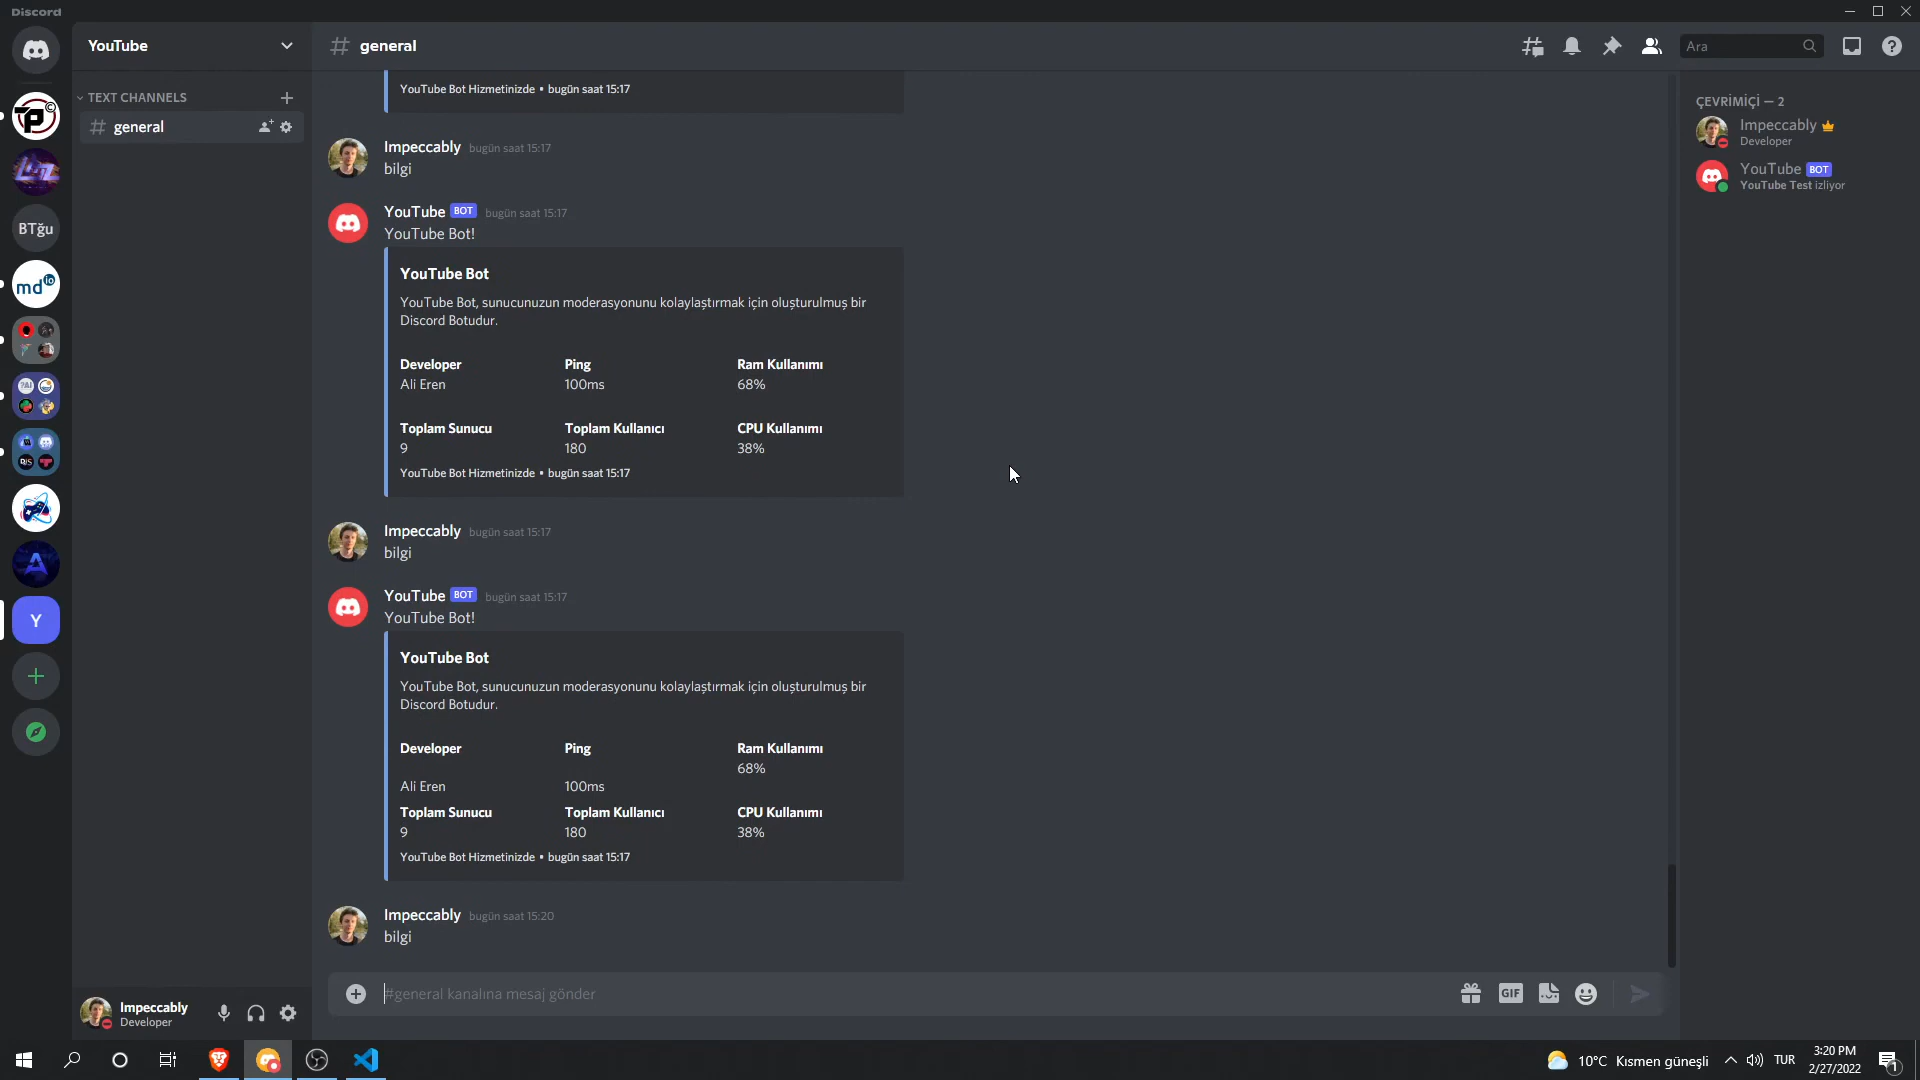 Discord
YouTube
general
Ara
TEXT CHANNELS
general
BTğu
md io
Y
YouTube Bot Hizmetinizde • bugün saat 15:17
Impeccably bugün saat 15:17
bilgi
YouTube BOT bugün saat 15:17
YouTube Bot!
YouTube Bot
YouTube Bot, sunucunuzun moderasyonunu kolaylaştırmak için oluşturulmuş bir
Discord Botudur.
Developer Ping Ram Kullanımı
Ali Eren 100ms 68%
Toplam Sunucu Toplam Kullanıcı CPU Kullanımı
9 180 38%
YouTube Bot Hizmetinizde • bugün saat 15:17
Impeccably bugün saat 15:17
bilgi
YouTube BOT bugün saat 15:17
YouTube Bot!
YouTube Bot
YouTube Bot, sunucunuzun moderasyonunu kolaylaştırmak için oluşturulmuş bir
Discord Botudur.
Developer Ping Ram Kullanımı
68%
Ali Eren 100ms
Toplam Sunucu Toplam Kullanıcı CPU Kullanımı
9 180 38%
YouTube Bot Hizmetinizde • bugün saat 15:17
Impeccably bugün saat 15:20
bilgi
#general kanalına mesaj gönder
GIF
ÇEVRİMİÇİ — 2
Impeccably
Developer
YouTube BOT
YouTube Test izliyor
Impeccably
Developer
10°C Kısmen güneşli
TUR
3:20 PM
2/27/2022
1